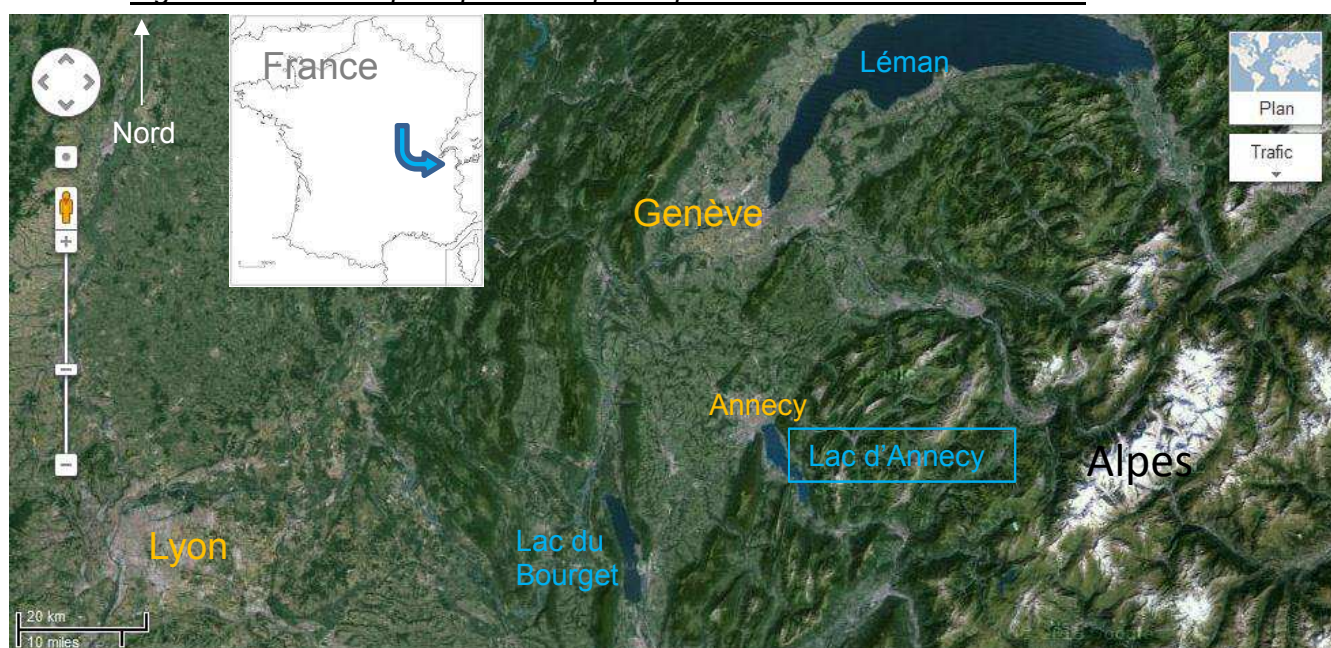 France
Nord
Léman
Plan
Trafic
Genève
Annecy
Lac d'Annecy
Alpes
Lyon
Lac du
Bourget
20 km
10 miles